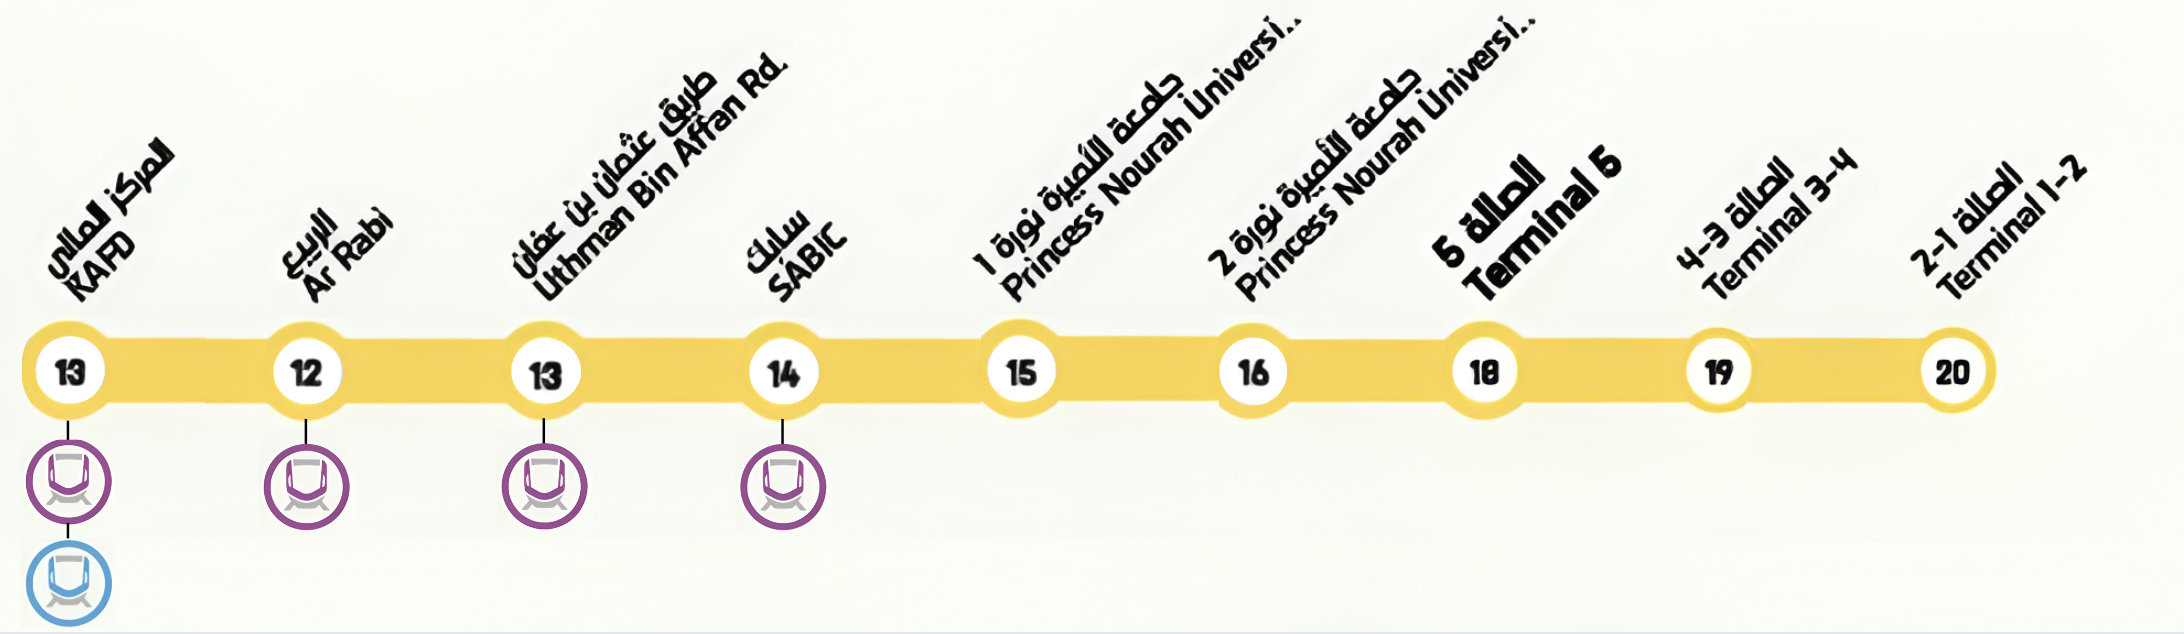 المركز المالي
KAFD
الربيع
Ar Rabi
طريق عثمان بن عفان
Uthman Bin Affan Rd.
سابك
SABIC
جامعة الأميرة نورة 1
Princess Nourah Universi..
جامعة الأميرة نورة 2
Princess Nourah Universi..
الصالة 5
Terminal 5
الصالة 3-4
Terminal 3-4
الصالة 1-2
Terminal 1-2
13
12
13
14
15
16
18
19
20